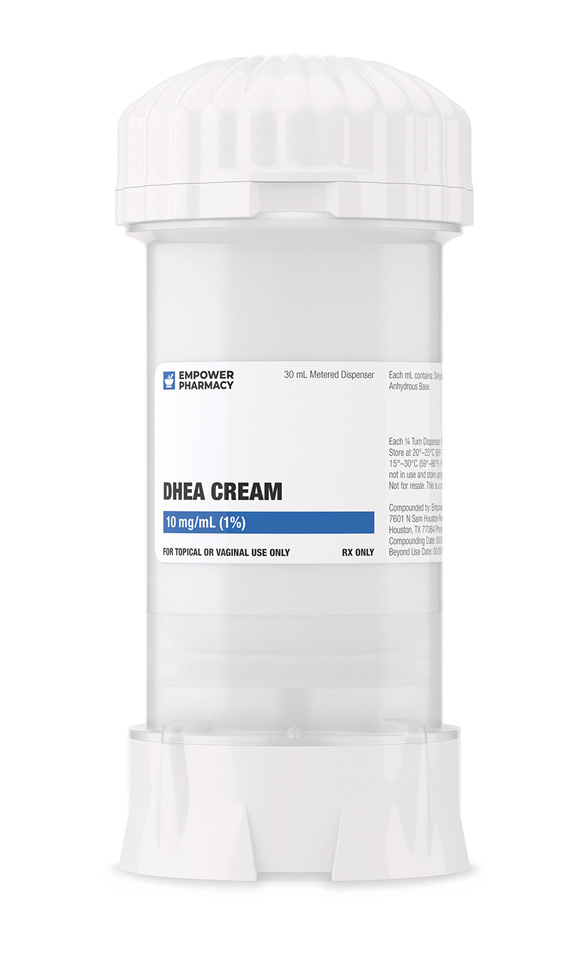 EMPOWER
PHARMACY
30 mL Metered Dispenser
DHEA CREAM
10 mg/mL (1%)
FOR TOPICAL OR VAGINAL USE ONLY
RX ONLY
Each mL contains:
Anhydrous Base.
Each ¼ Turn
Store at 20°–25°C
15°–30°C (59°–86°F)
not in use and store
Not for resale. This is a
Compounded by:
7601 N Sam Houston
Houston, TX 77064
Compounding Date:
Beyond Use Date: